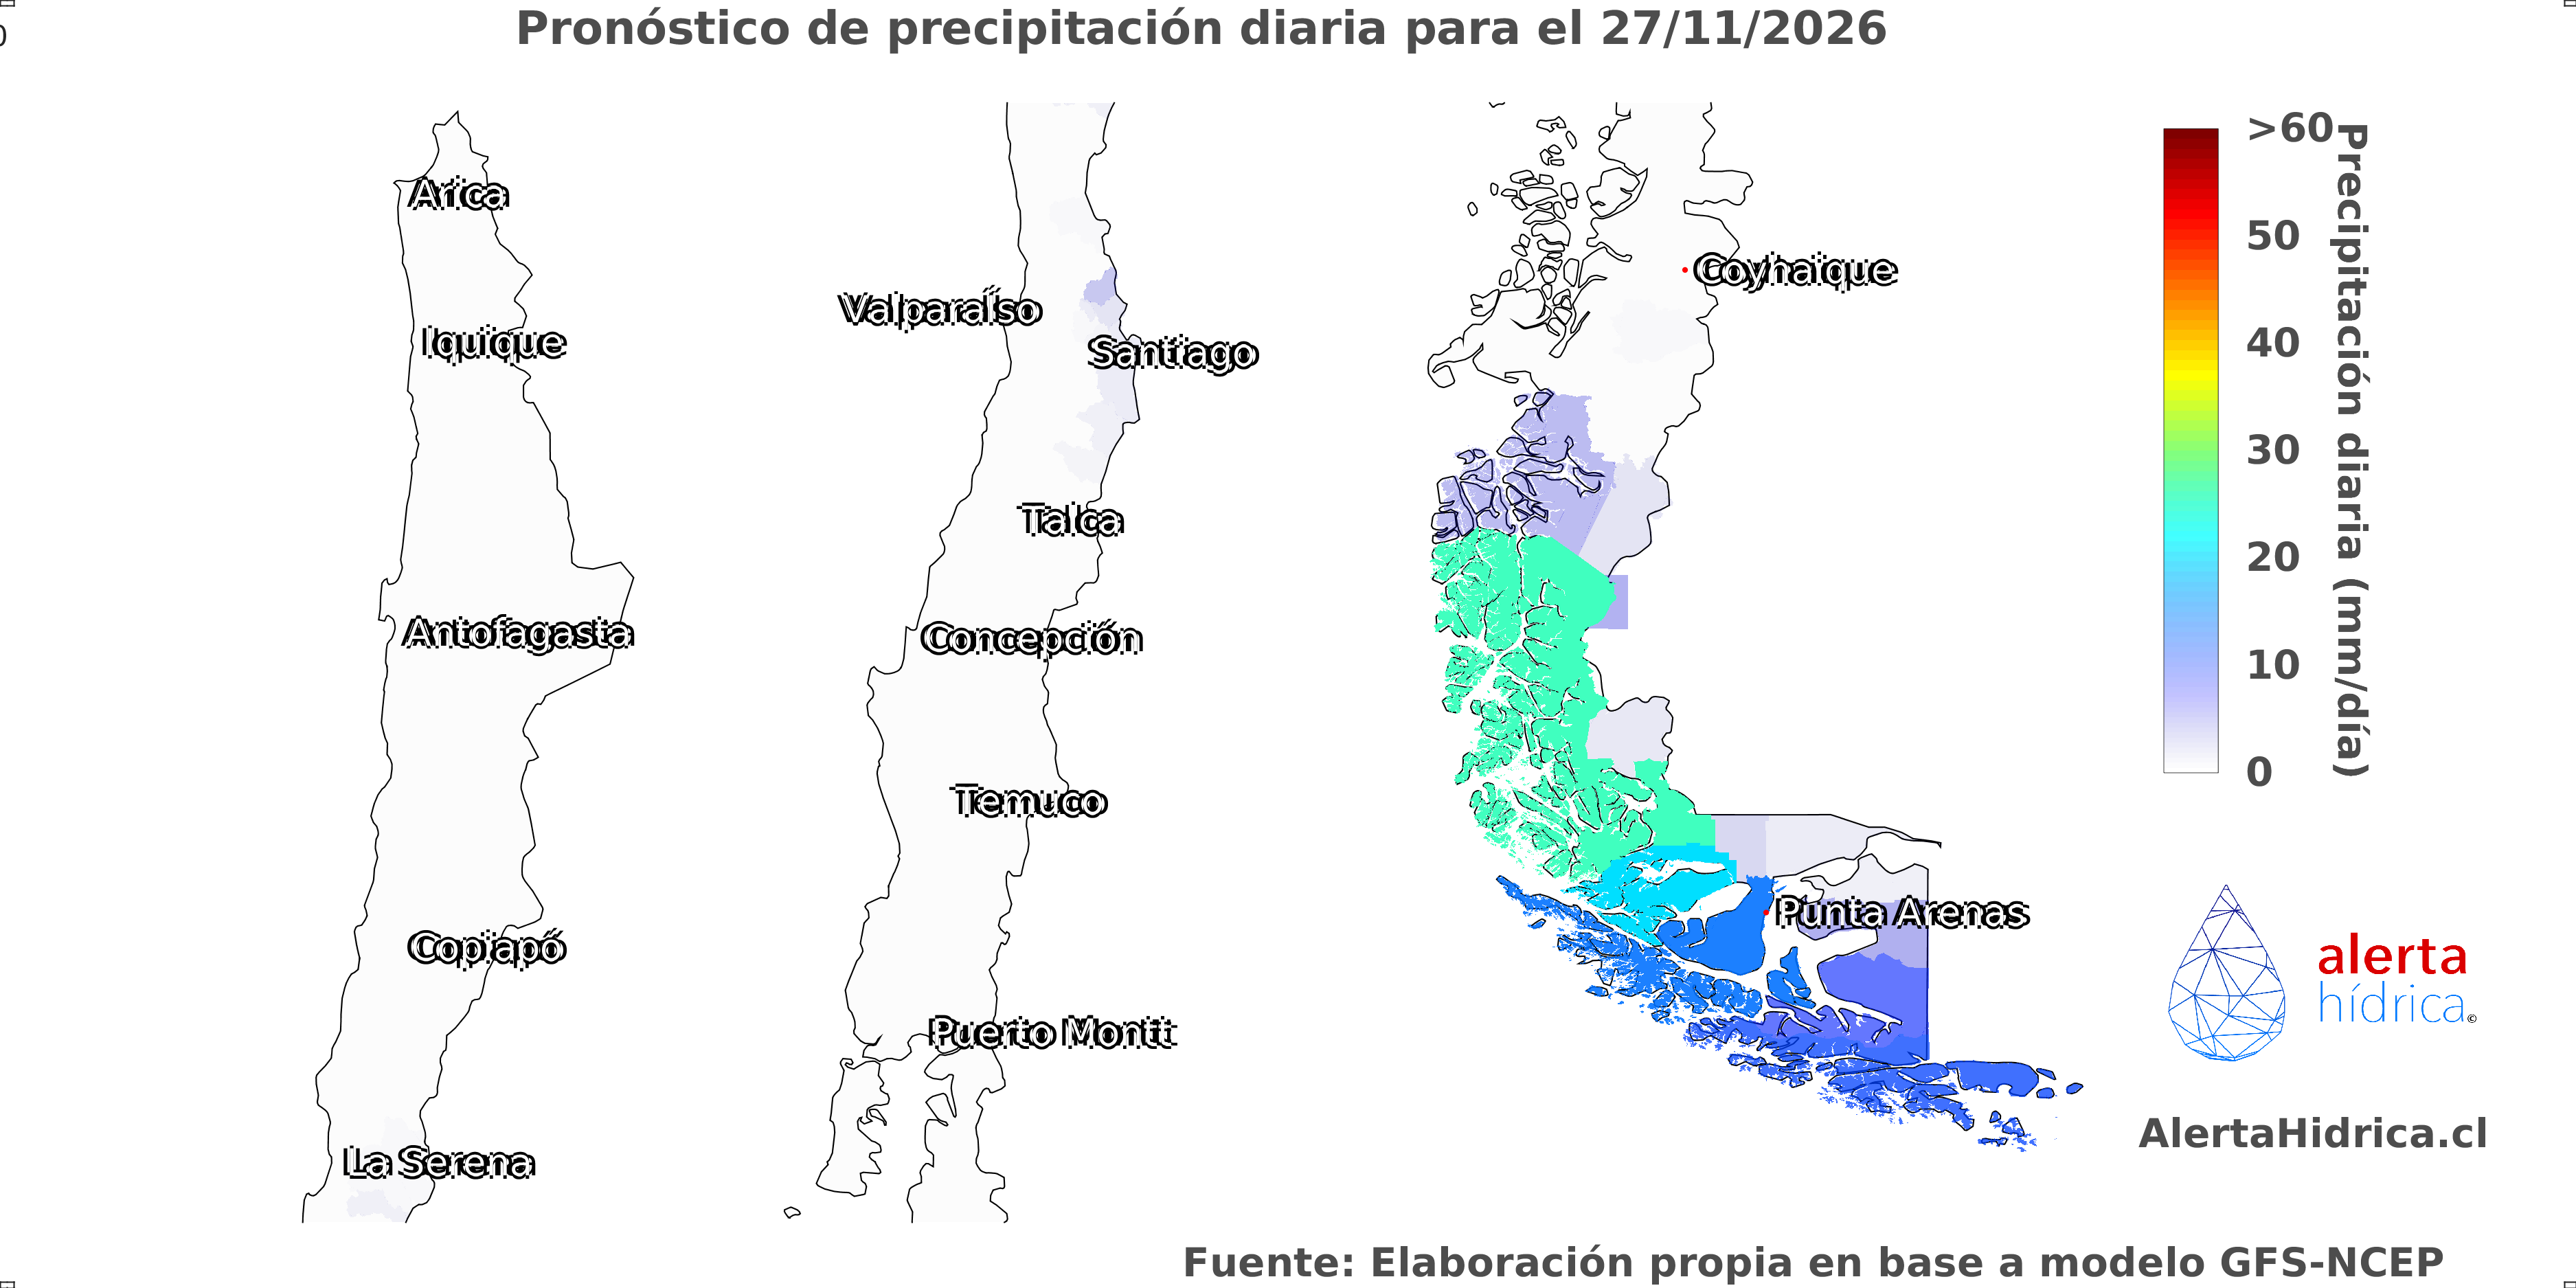 Pronóstico de precipitación diaria para el 27/11/2026
0
Arica
Iquique
Antofagasta
Copiapó
La Serena
Valparaíso
Santiago
Talca
Concepción
Temuco
Puerto Montt
Coyhaique
Punta Arenas
>60
50
40
30
20
10
0
Precipitación diaria (mm/día)
alerta
hídrica©
AlertaHidrica.cl
Fuente: Elaboración propia en base a modelo GFS-NCEP